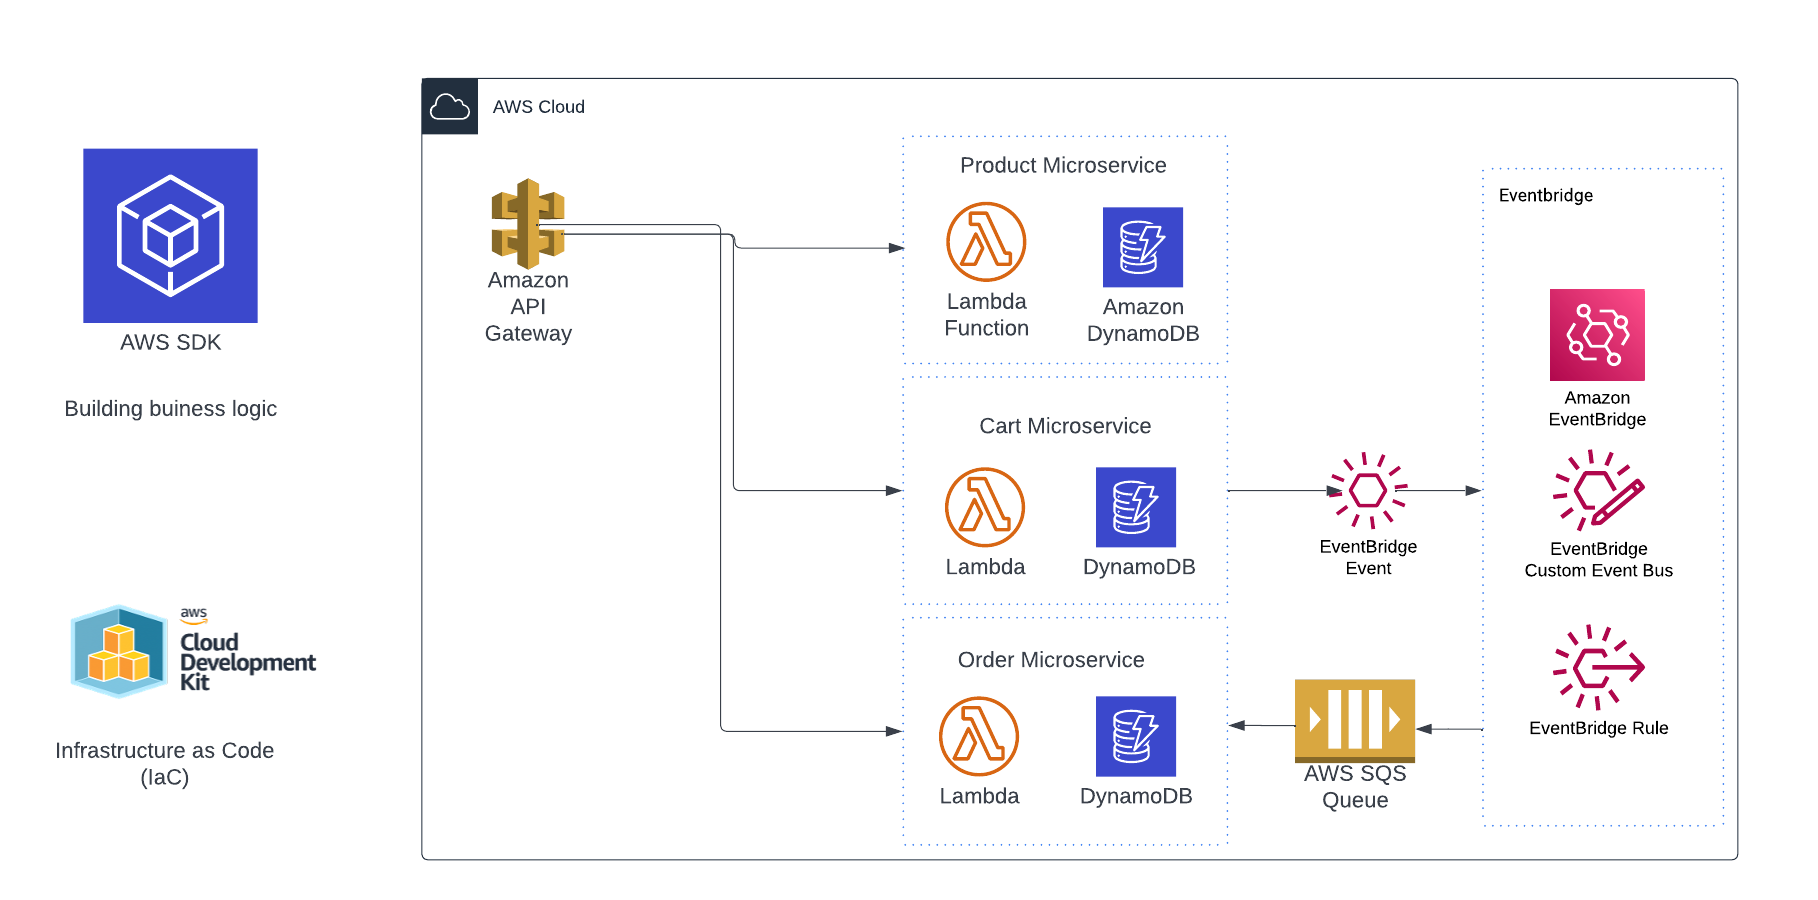 AWS Cloud
AWS SDK
Building buiness logic
aws
Cloud
Development
Kit
Infrastructure as Code
(IaC)
Amazon
API
Gateway
Product Microservice
Lambda
Function
Amazon
DynamoDB
Cart Microservice
Lambda
DynamoDB
Order Microservice
Lambda
DynamoDB
EventBridge
Event
AWS SQS
Queue
Eventbridge
Amazon
EventBridge
EventBridge
Custom Event Bus
EventBridge Rule